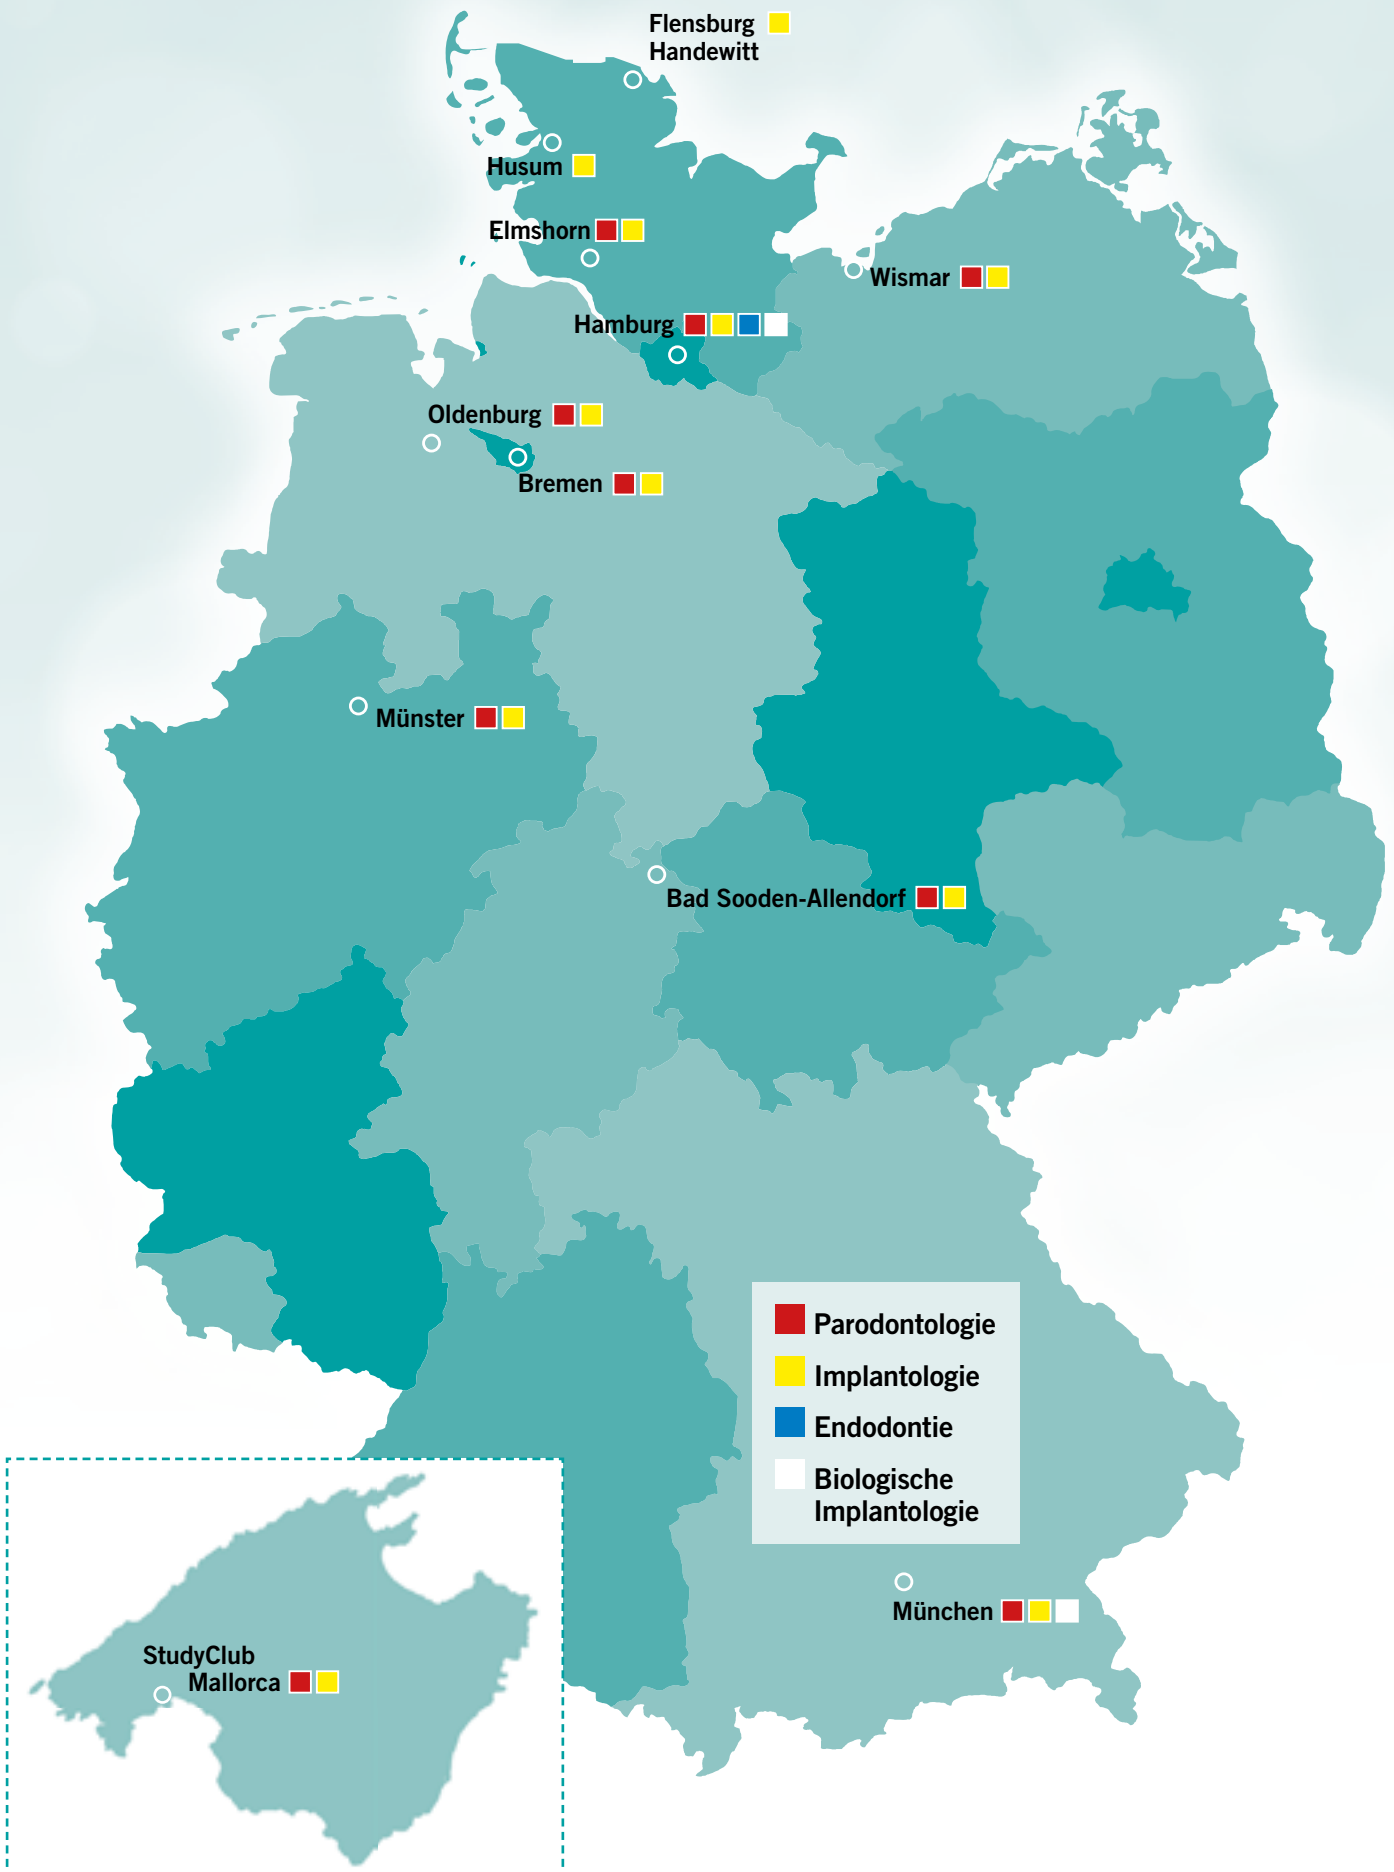 Flensburg
Handewitt
Husum
Elmshorn
Wismar
Hamburg
Oldenburg
Bremen
Münster
Bad Sooden-Allendorf
Parodontologie
Implantologie
Endodontie
Biologische
Implantologie
München
StudyClub
Mallorca